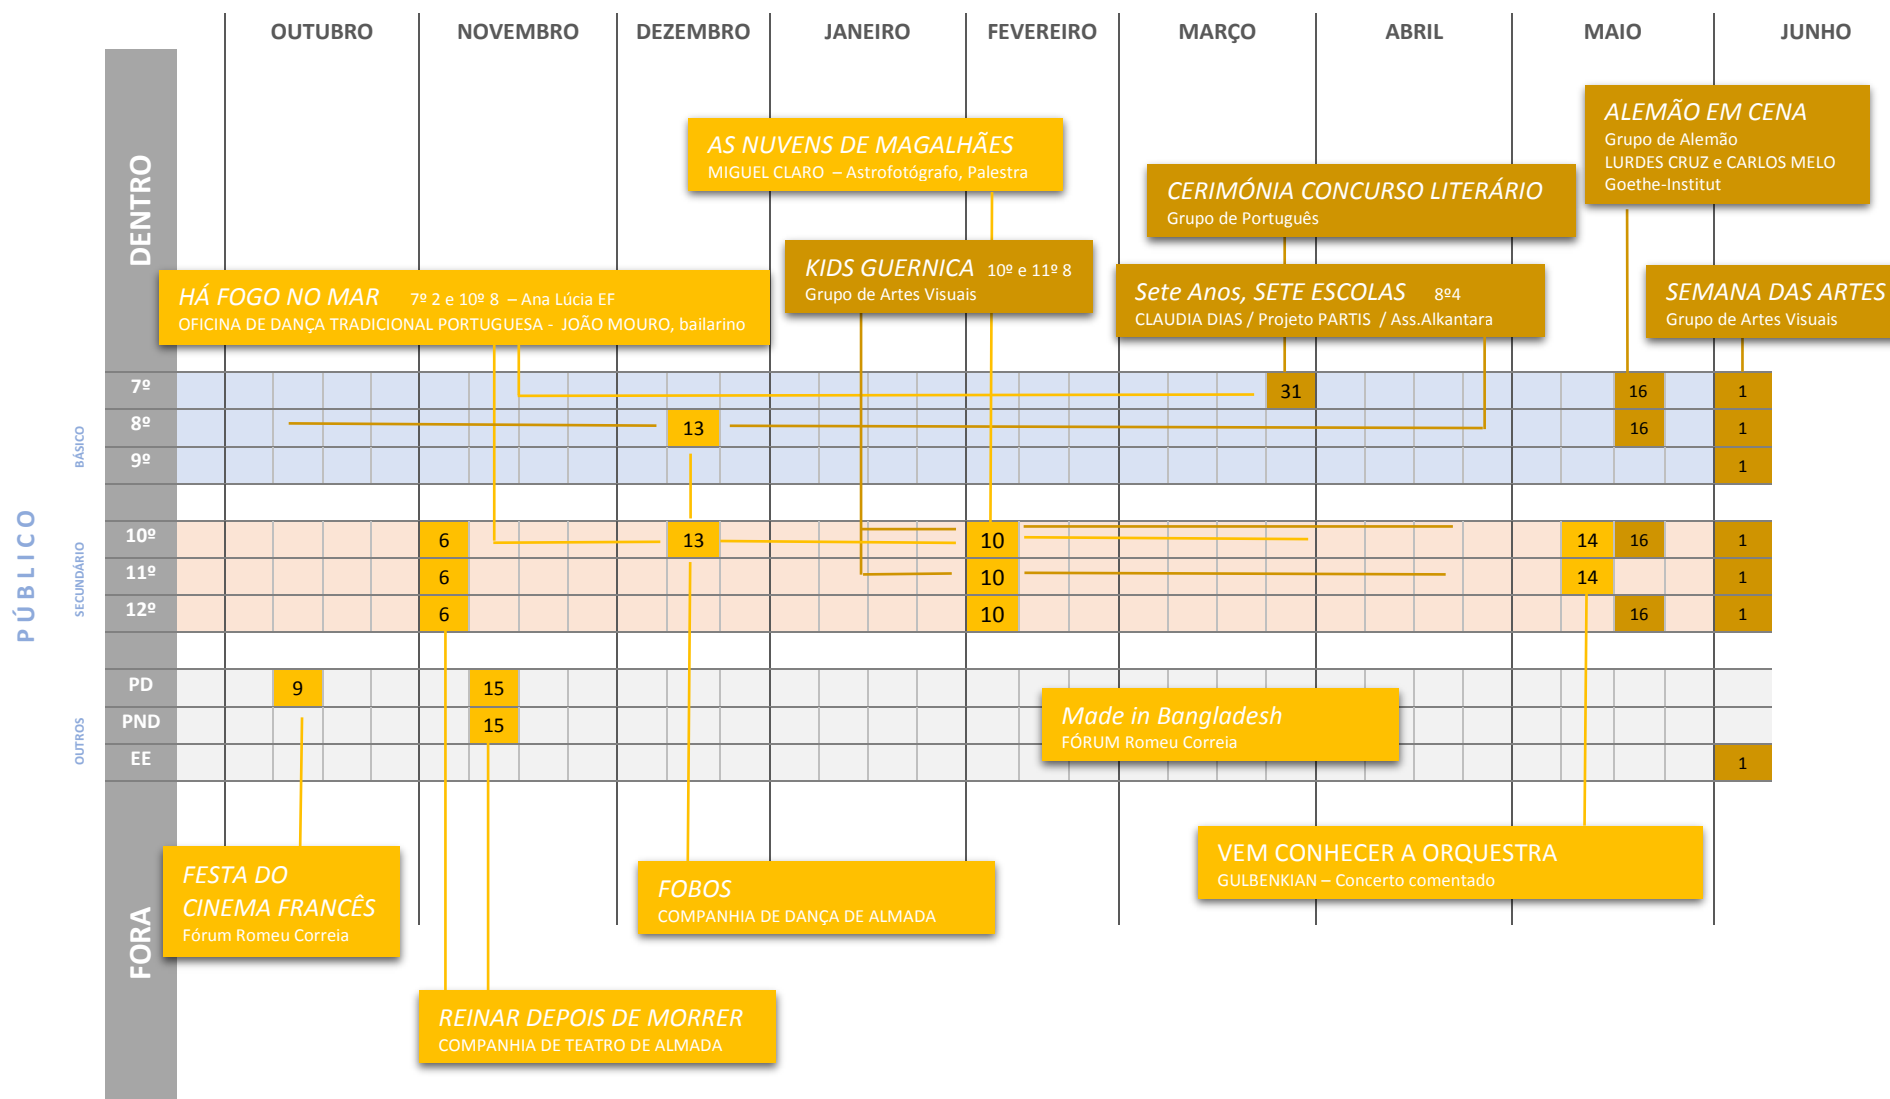 OUTUBRO NOVEMBRO DEZEMBRO JANEIRO FEVEREIRO MARÇO ABRIL MAIO JUNHO
DENTRO
ALEMÃO EM CENA
Grupo de Alemão
LURDES CRUZ e CARLOS MELO
Goethe-Institut
AS NUVENS DE MAGALHÃES
MIGUEL CLARO – Astrofotógrafo, Palestra
CERIMÓNIA CONCURSO LITERÁRIO
Grupo de Português
KIDS GUERNICA 10º e 11º 8
Grupo de Artes Visuais
HÁ FOGO NO MAR 7º 2 e 10º 8 – Ana Lúcia EF
OFICINA DE DANÇA TRADICIONAL PORTUGUESA - JOÃO MOURO, bailarino
Sete Anos, SETE ESCOLAS 8º4
CLAUDIA DIAS / Projeto PARTIS / Ass.Alkantara
SEMANA DAS ARTES
Grupo de Artes Visuais
PÚBLICO
BÁSICO
7º 31 16 1
8º 13 16 1
9º 1
SECUNDÁRIO
10º 6 13 10 14 16 1
11º 6 10 14 1
12º 6 10 16 1
OUTROS
PD 9 15
PND 15
EE 1
Made in Bangladesh
FÓRUM Romeu Correia
FORA
VEM CONHECER A ORQUESTRA
GULBENKIAN – Concerto comentado
FESTA DO
CINEMA FRANCÊS
Fórum Romeu Correia
FOBOS
COMPANHIA DE DANÇA DE ALMADA
REINAR DEPOIS DE MORRER
COMPANHIA DE TEATRO DE ALMADA